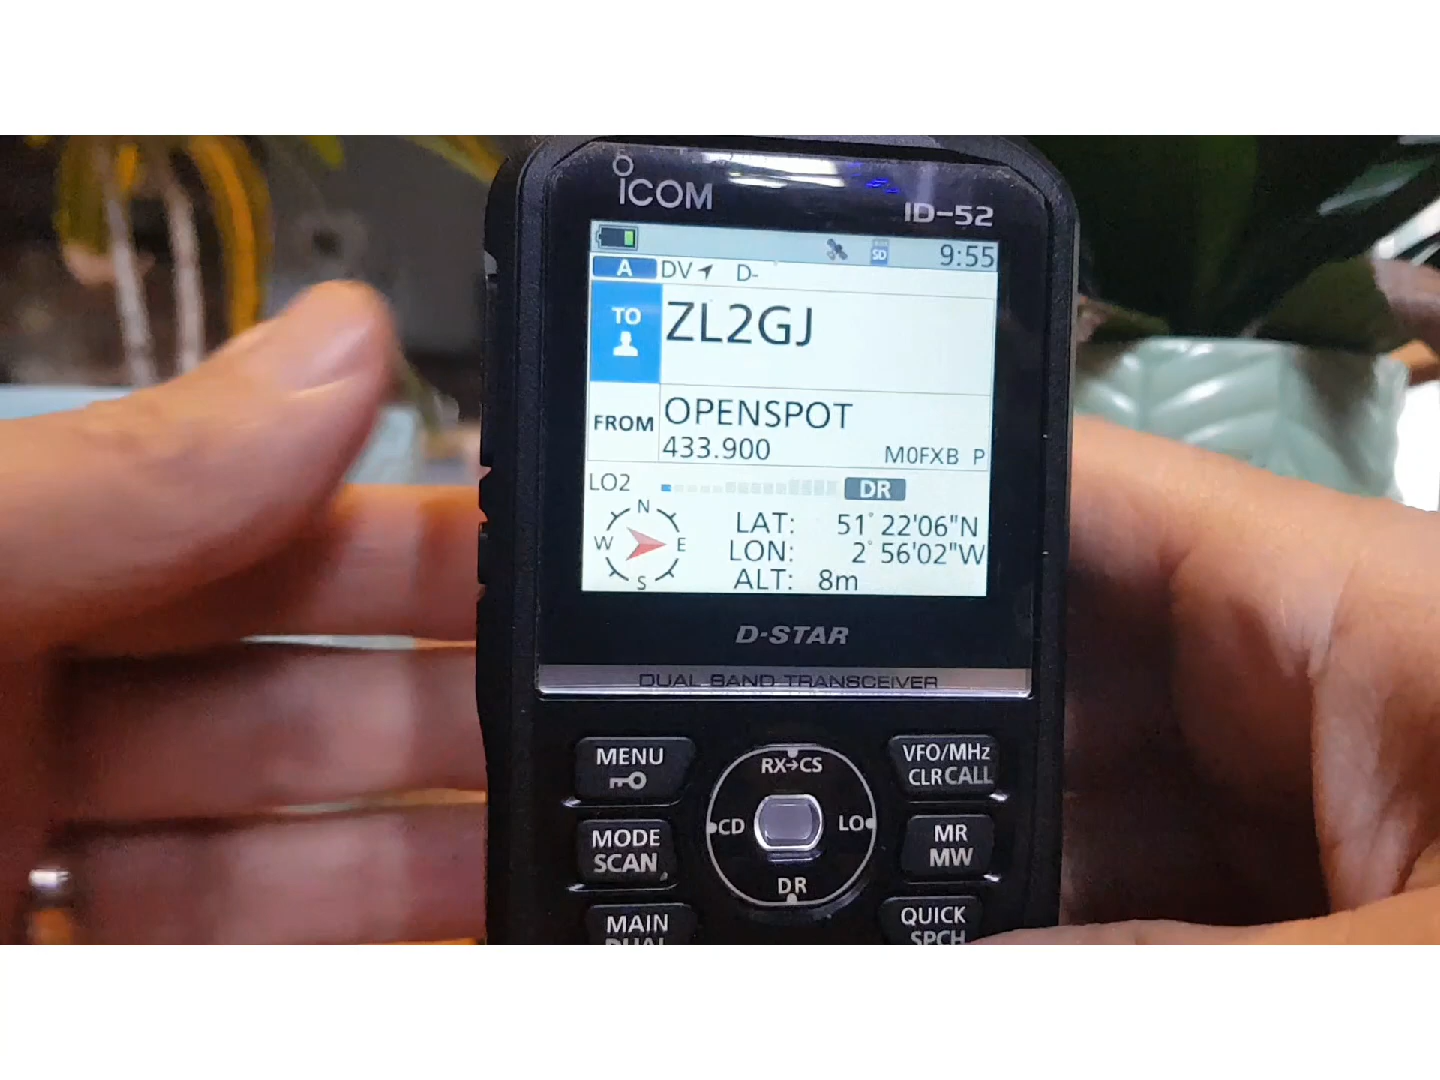 ICOM
ID-52
9:55
A DV D-
TO ZL2GJ
FROM OPENSPOT
433.900 M0FXB P
LO2 DR
N
W E
S
LAT: 51°22'06"N
LON: 2°56'02"W
ALT: 8m
D-STAR
DUAL BAND TRANSCEIVER
MENU
RX→CS
VFO/MHz
CLR CALL
CD
LO
MODE
SCAN
MR
MW
DR
MAIN
DUAL
QUICK
SPCH